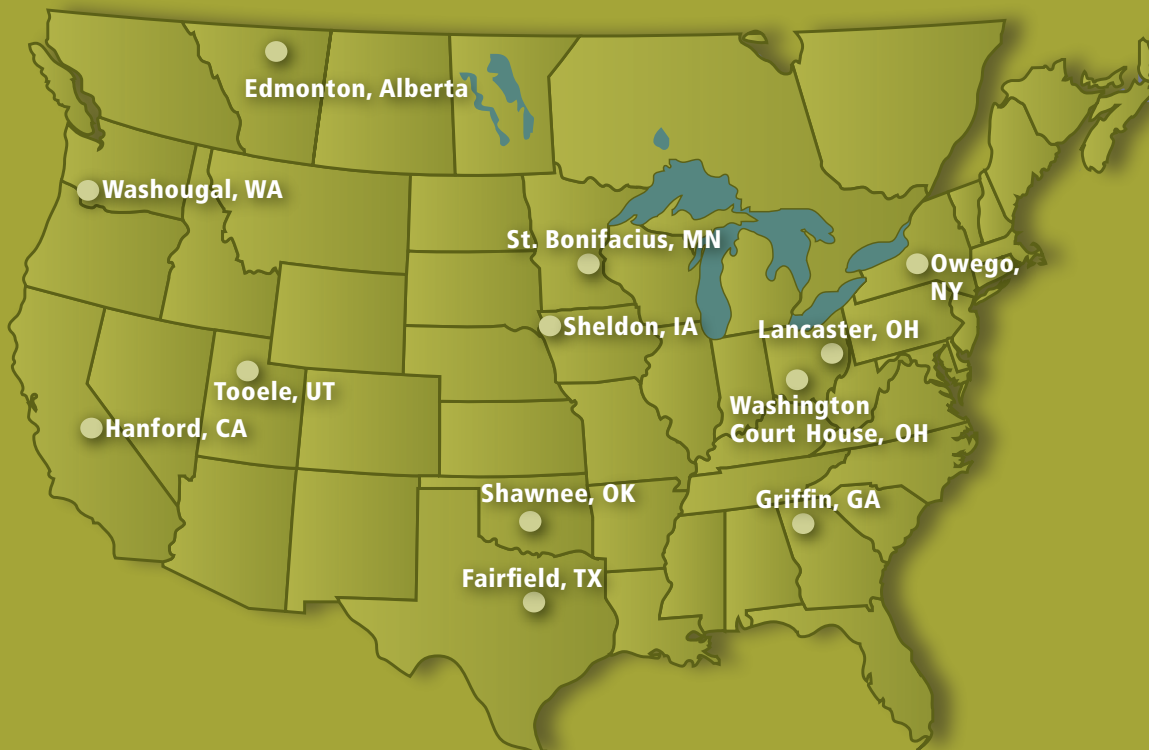 Edmonton, Alberta
Washougal, WA
St. Bonifacius, MN
Owego,
NY
Sheldon, IA
Lancaster, OH
Tooele, UT
Washington
Court House, OH
Hanford, CA
Shawnee, OK
Griffin, GA
Fairfield, TX